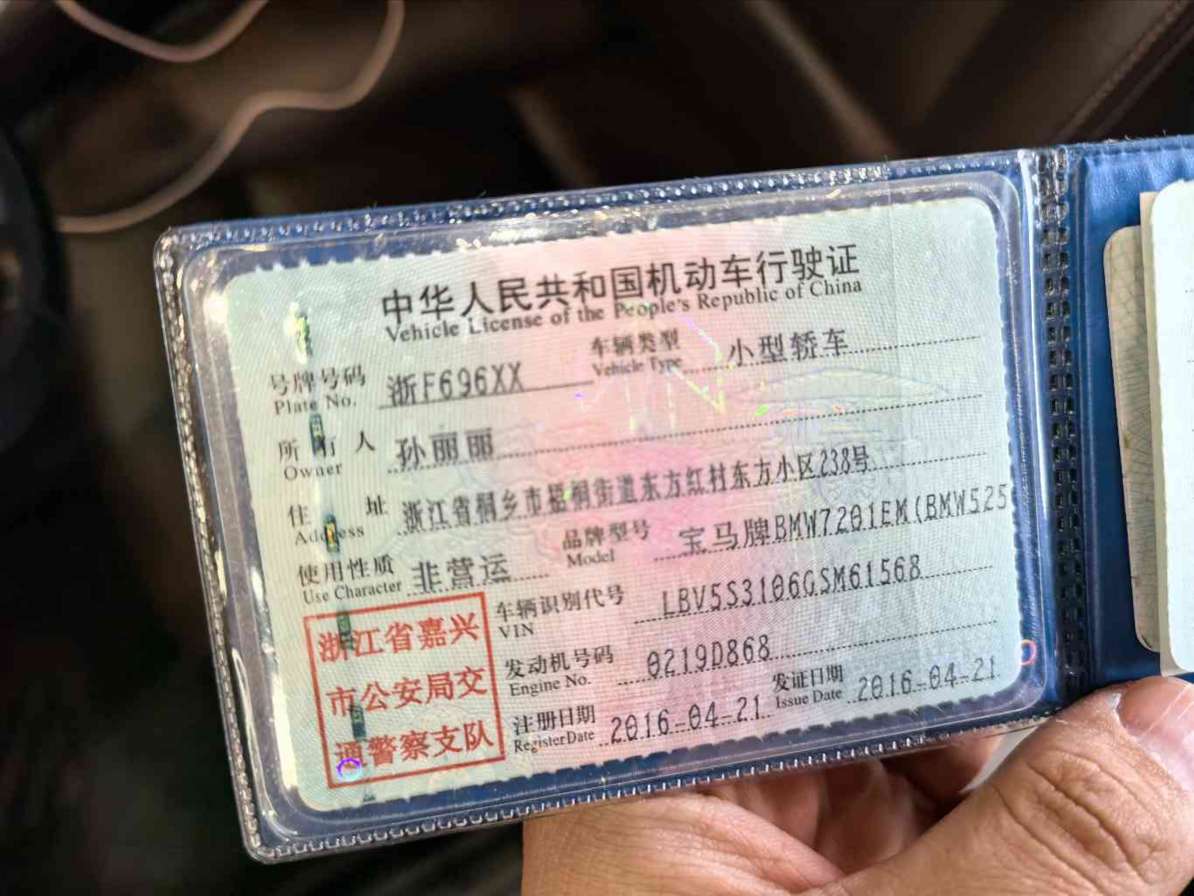 中华人民共和国机动车行驶证
Vehicle License of the People's Republic of China
号牌号码 浙F696XX 车辆类型 小型轿车
Plate No. Vehicle Type
所有人 孙丽丽
Owner
住址 浙江省桐乡市梧桐街道东方红村东方小区238号
Address
使用性质 非营运 品牌型号 宝马牌BMW7201EM(BMW525
Use Character Model
车辆识别代号 LBV5S3106GSM61568
VIN
发动机号码 0219D868
Engine No.
注册日期 2016-04-21 发证日期 2016-04-21
Register Date Issue Date
浙江省嘉兴
市公安局交
通警察支队